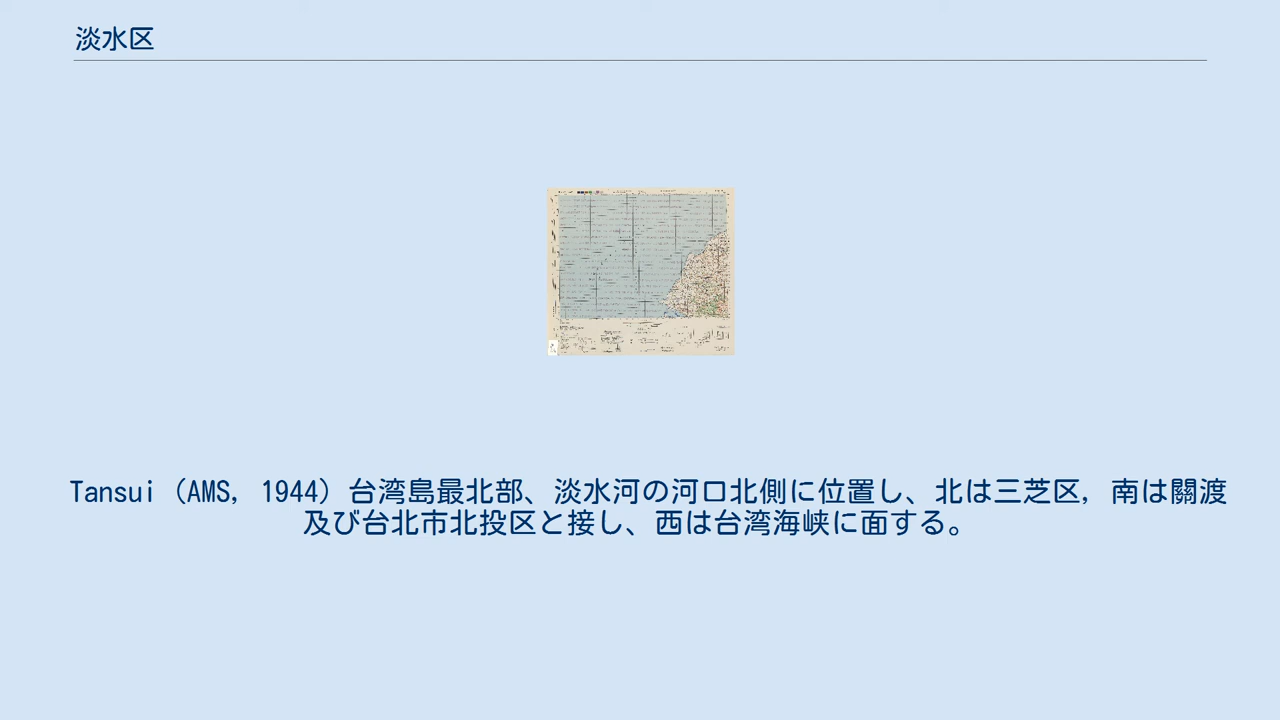 淡水区
Tansui (AMS, 1944) 台湾島最北部、淡水河の河口北側に位置し、北は三芝区, 南は關渡
及び台北市北投区と接し、西は台湾海峡に面する。